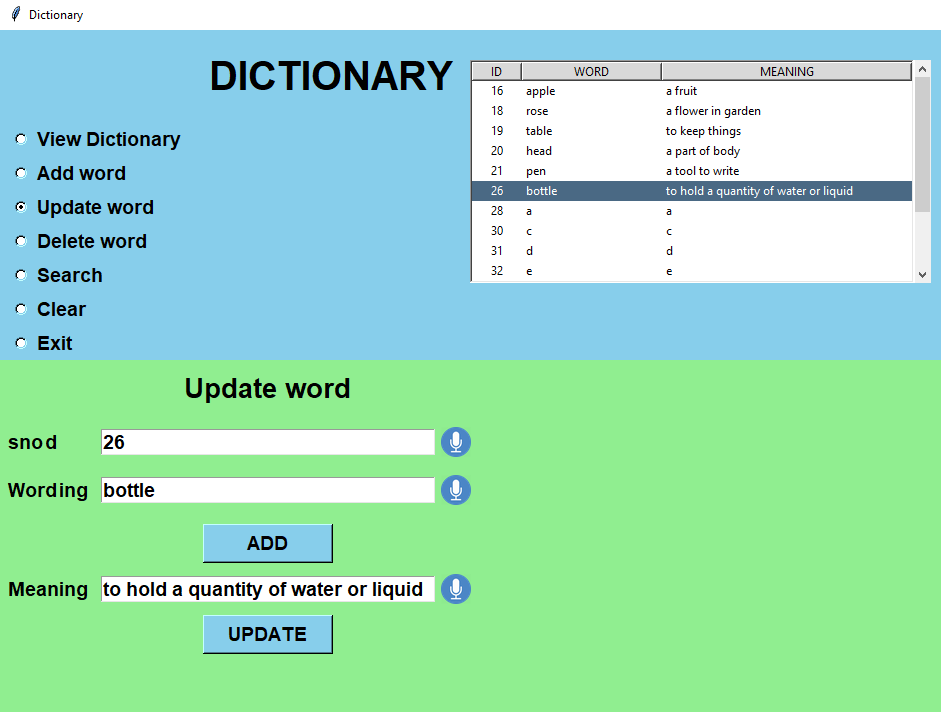 Dictionary
DICTIONARY
View Dictionary
Add word
Update word
Delete word
Search
Clear
Exit
ID WORD MEANING
16 apple a fruit
18 rose a flower in garden
19 table to keep things
20 head a part of body
21 pen a tool to write
26 bottle to hold a quantity of water or liquid
28 a a
30 c c
31 d d
32 e e
Update word
snod 26
Wording bottle
ADD
Meaning to hold a quantity of water or liquid
UPDATE